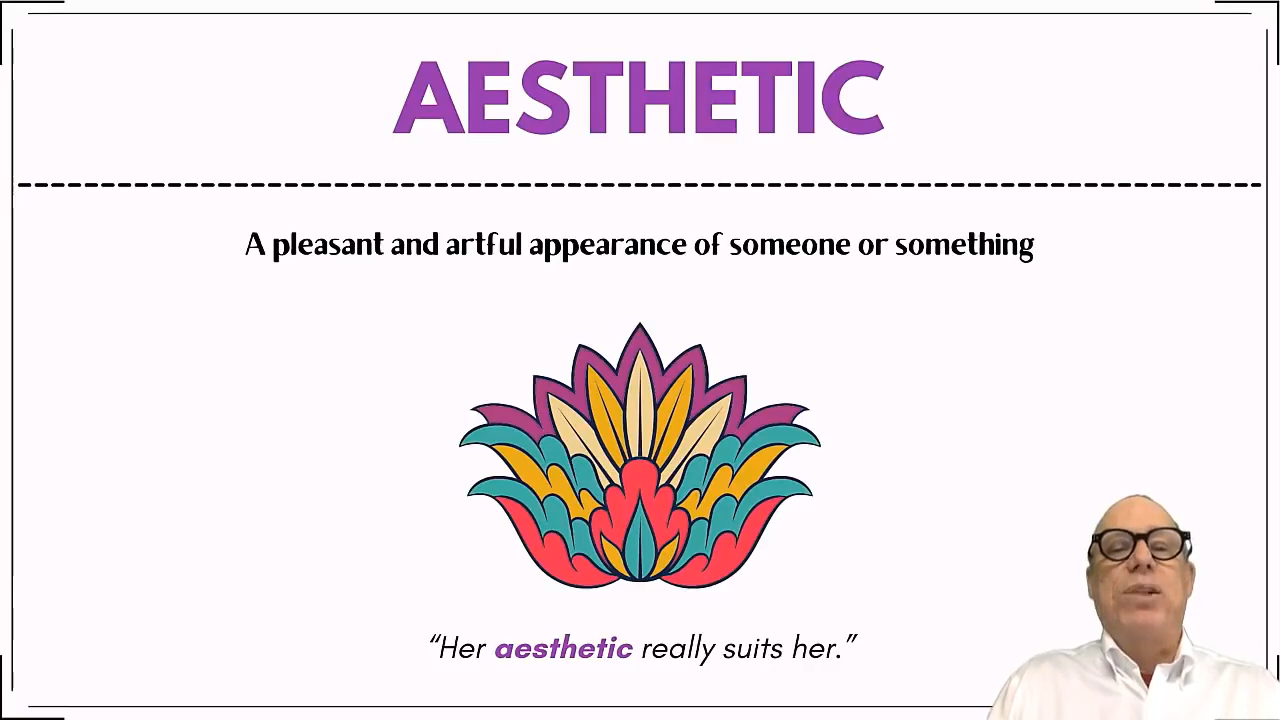 AESTHETIC
A pleasant and artful appearance of someone or something
“Her aesthetic really suits her.”